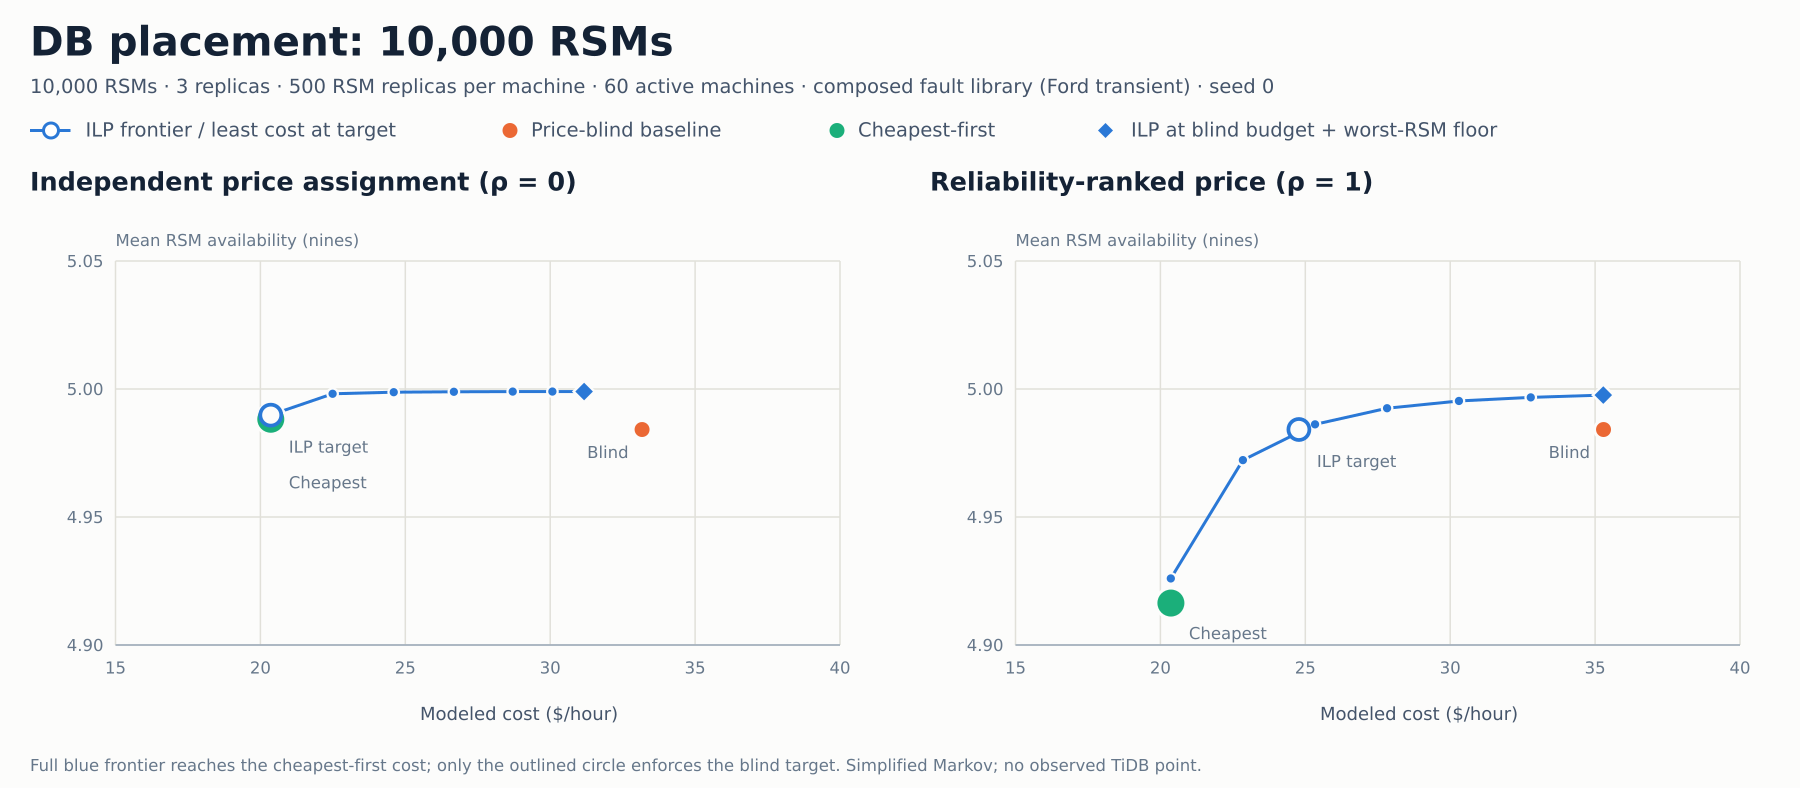 DB placement: 10,000 RSMs
10,000 RSMs · 3 replicas · 500 RSM replicas per machine · 60 active machines · composed fault library (Ford transient) · seed 0
ILP frontier / least cost at target
Price-blind baseline
Cheapest-first
ILP at blind budget + worst-RSM floor
Independent price assignment (ρ = 0)
Mean RSM availability (nines)
5.05
5.00
4.95
4.90
ILP target
Cheapest
Blind
15 20 25 30 35 40
Modeled cost ($/hour)
Reliability-ranked price (ρ = 1)
Mean RSM availability (nines)
5.05
5.00
4.95
4.90
ILP target
Blind
Cheapest
15 20 25 30 35 40
Modeled cost ($/hour)
Full blue frontier reaches the cheapest-first cost; only the outlined circle enforces the blind target. Simplified Markov; no observed TiDB point.